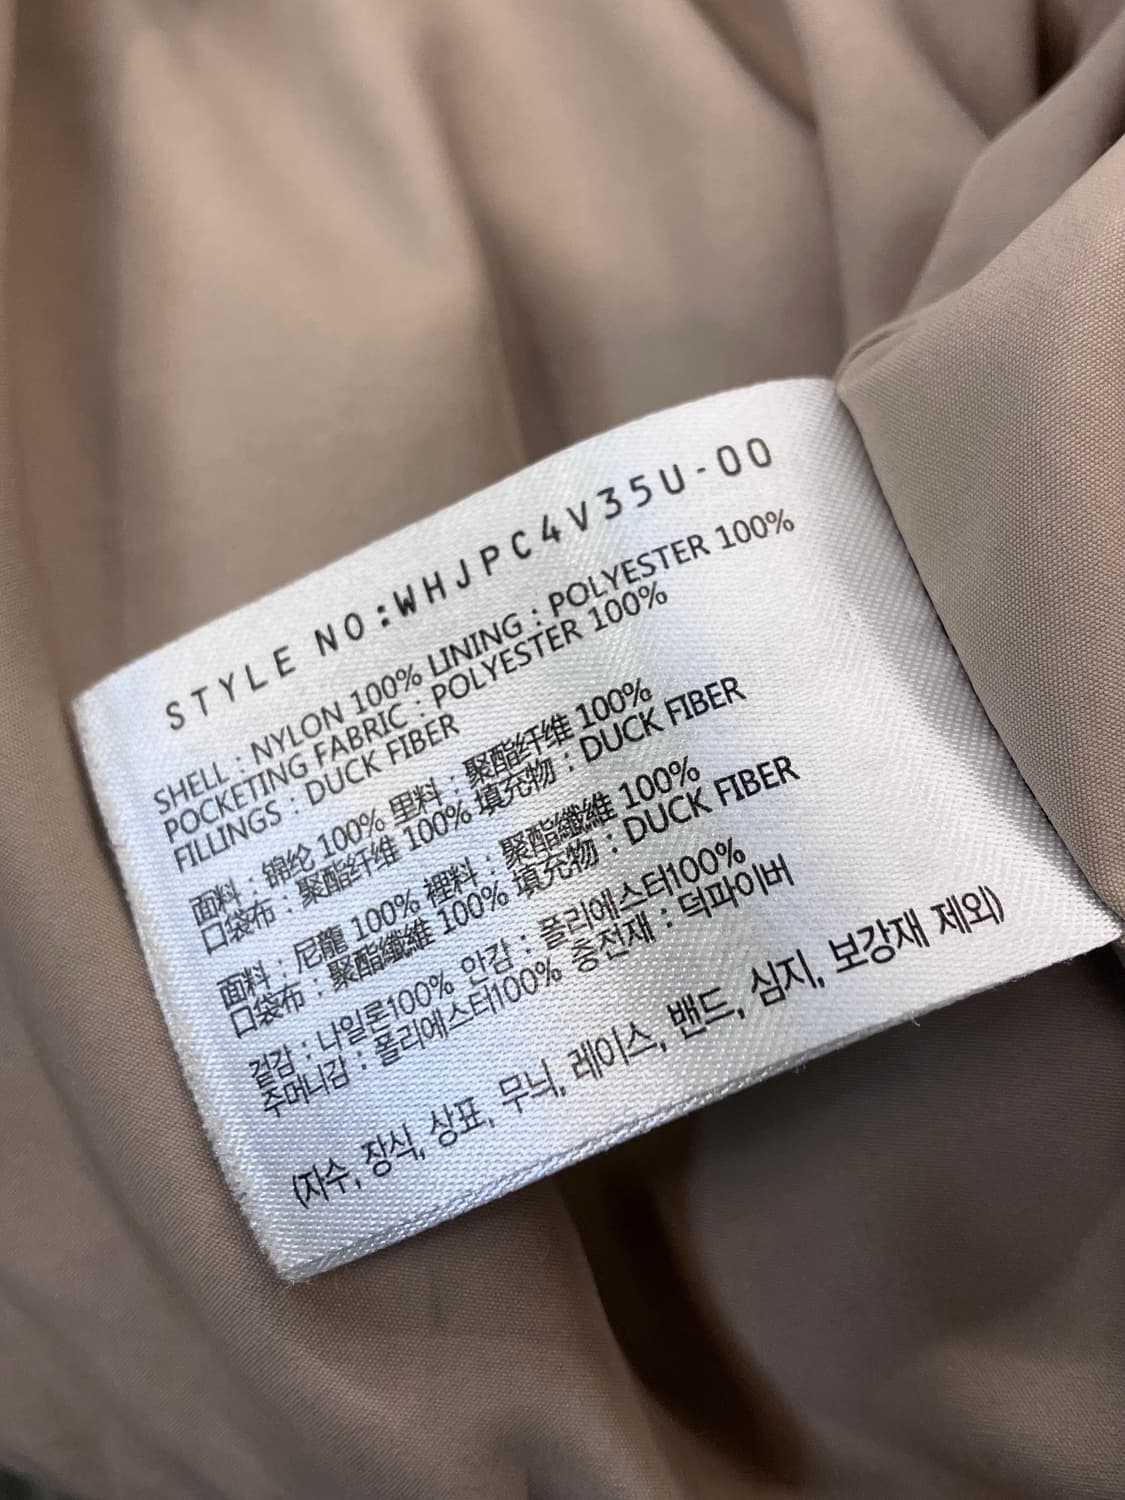 STYLE NO:WHJPC4V35U-00
SHELL : NYLON 100% LINING : POLYESTER 100%
POCKETING FABRIC : POLYESTER 100%
FILLINGS : DUCK FIBER
面料 : 锦纶 100% 里料 : 聚酯纤维 100%
口袋布 : 聚酯纤维 100% 填充物 : DUCK FIBER
面料 : 尼龍 100% 裡料 : 聚酯纖維 100%
口袋布 : 聚酯纖維 100% 填充物 : DUCK FIBER
겉감 : 나일론100% 안감 : 폴리에스터100%
주머니감 : 폴리에스터100% 충전재 : 덕파이버
(자수, 장식, 상표, 무늬, 레이스, 밴드, 심지, 보강재 제외)